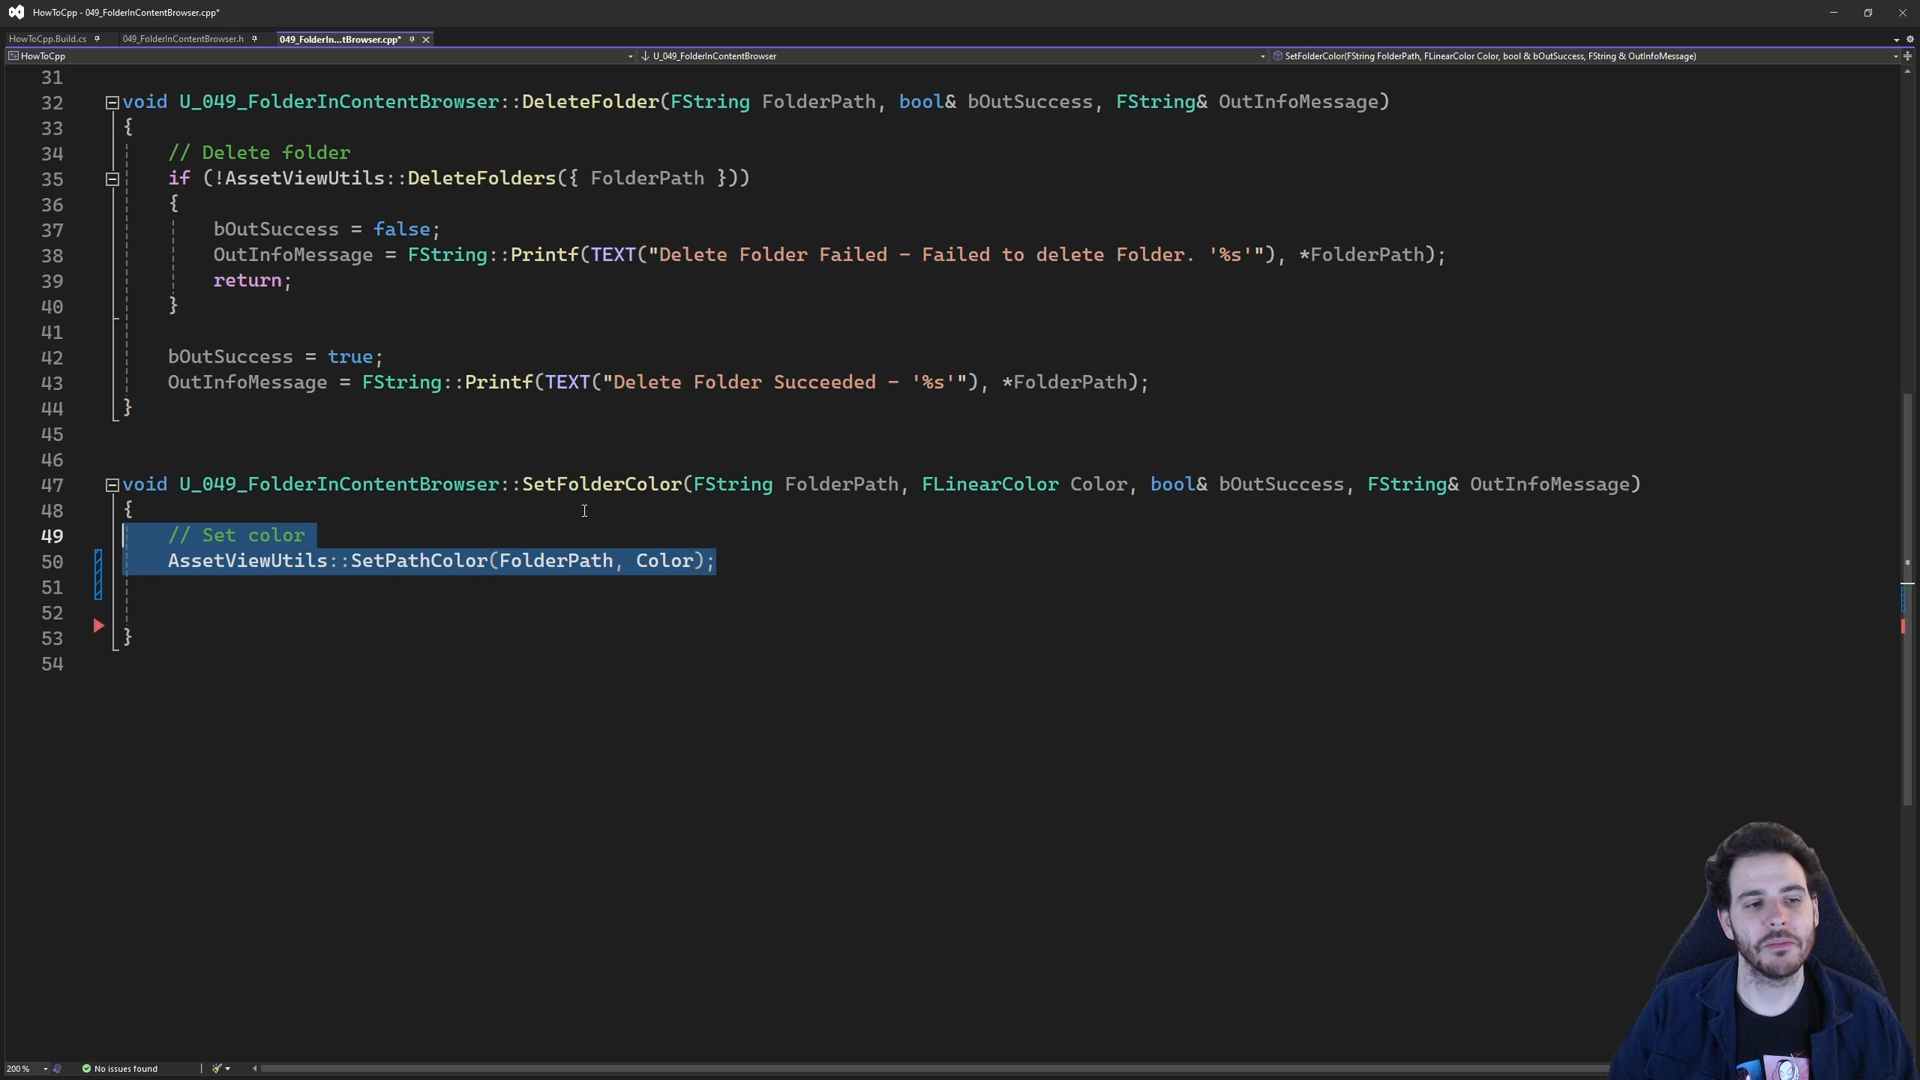 HowToCpp - 049_FolderInContentBrowser.cpp*
HowToCpp.Build.cs 049_FolderInContentBrowser.h 049_FolderIn...tBrowser.cpp*
HowToCpp U_049_FolderInContentBrowser SetFolderColor(FString FolderPath, FLinearColor Color, bool & bOutSuccess, FString & OutInfoMessage)
31
32 void U_049_FolderInContentBrowser::DeleteFolder(FString FolderPath, bool& bOutSuccess, FString& OutInfoMessage)
33 {
34 // Delete folder
35 if (!AssetViewUtils::DeleteFolders({ FolderPath }))
36 {
37 bOutSuccess = false;
38 OutInfoMessage = FString::Printf(TEXT("Delete Folder Failed - Failed to delete Folder. '%s'"), *FolderPath);
39 return;
40 }
41
42 bOutSuccess = true;
43 OutInfoMessage = FString::Printf(TEXT("Delete Folder Succeeded - '%s'"), *FolderPath);
44 }
45
46
47 void U_049_FolderInContentBrowser::SetFolderColor(FString FolderPath, FLinearColor Color, bool& bOutSuccess, FString& OutInfoMessage)
48 {
49 // Set color
50 AssetViewUtils::SetPathColor(FolderPath, Color);
51
52
53 }
54
200 % No issues found